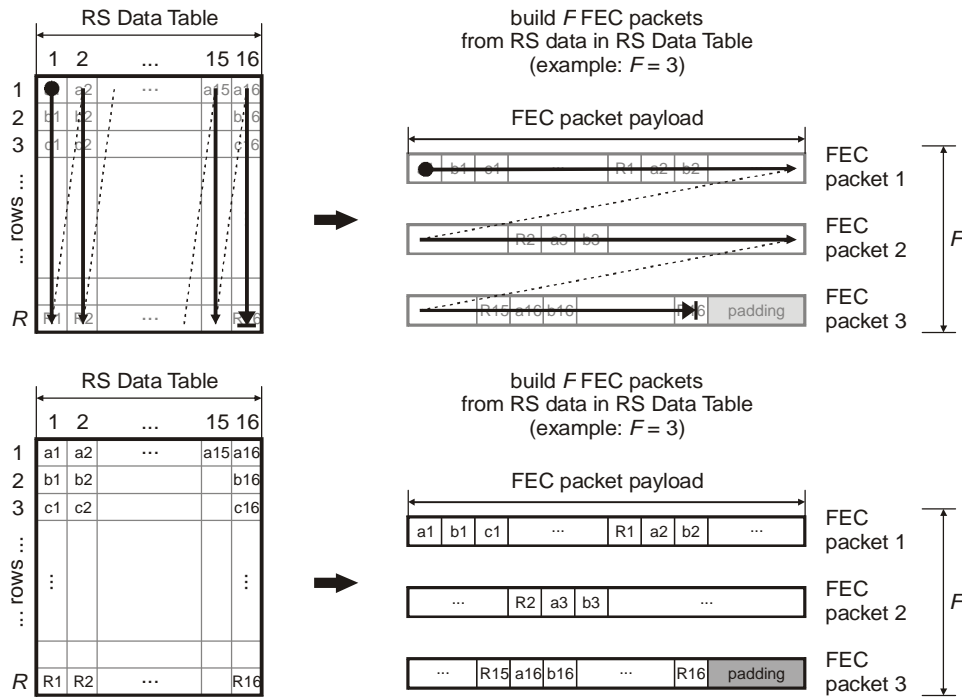 RS Data Table
1 2 ... 15 16
1 a2 ... a15 a16
2 b1 b2 b16
3 c1 c2 c16
... rows ...
R R1 R2 ... R16
build F FEC packets
from RS data in RS Data Table
(example: F = 3)
FEC packet payload
b1 c1 ... R1 a2 b2
FEC
packet 1
R2 a3 b3
FEC
packet 2
R15 a16 b16 R16 padding
FEC
packet 3
F
RS Data Table
1 2 ... 15 16
1 a1 a2 ... a15 a16
2 b1 b2 b16
3 c1 c2 c16
... rows ...
... ...
R R1 R2 ... R16
build F FEC packets
from RS data in RS Data Table
(example: F = 3)
FEC packet payload
a1 b1 c1 ... R1 a2 b2 ...
FEC
packet 1
... R2 a3 b3 ...
FEC
packet 2
... R15 a16 b16 ... R16 padding
FEC
packet 3
F